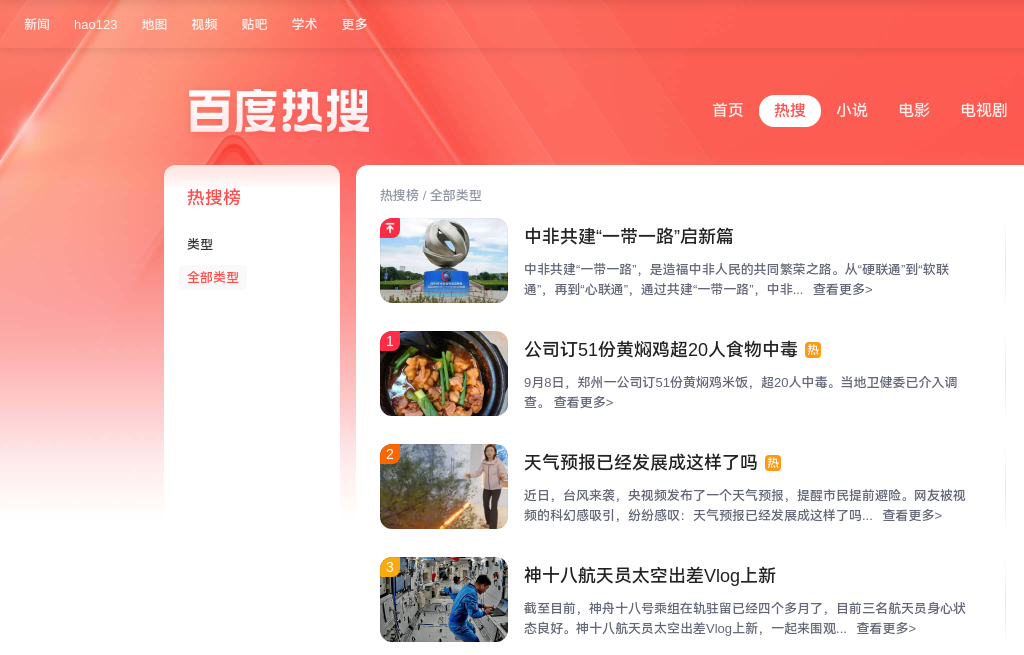 新闻 hao123 地图 视频 贴吧 学术 更多
百度热搜
首页 热搜 小说 电影 电视剧
热搜榜
类型
全部类型
热搜榜 / 全部类型
中非共建“一带一路”启新篇
中非共建“一带一路”，是造福中非人民的共同繁荣之路。从“硬联通”到“软联
通”，再到“心联通”，通过共建“一带一路”，中非... 查看更多>
1
公司订51份黄焖鸡超20人食物中毒 热
9月8日，郑州一公司订51份黄焖鸡米饭，超20人中毒。当地卫健委已介入调
查。 查看更多>
2
天气预报已经发展成这样了吗 热
近日，台风来袭，央视频发布了一个天气预报，提醒市民提前避险。网友被视
频的科幻感吸引，纷纷感叹：天气预报已经发展成这样了吗... 查看更多>
3
神十八航天员太空出差Vlog上新
截至目前，神舟十八号乘组在轨驻留已经四个多月了，目前三名航天员身心状
态良好。神十八航天员太空出差Vlog上新，一起来围观... 查看更多>